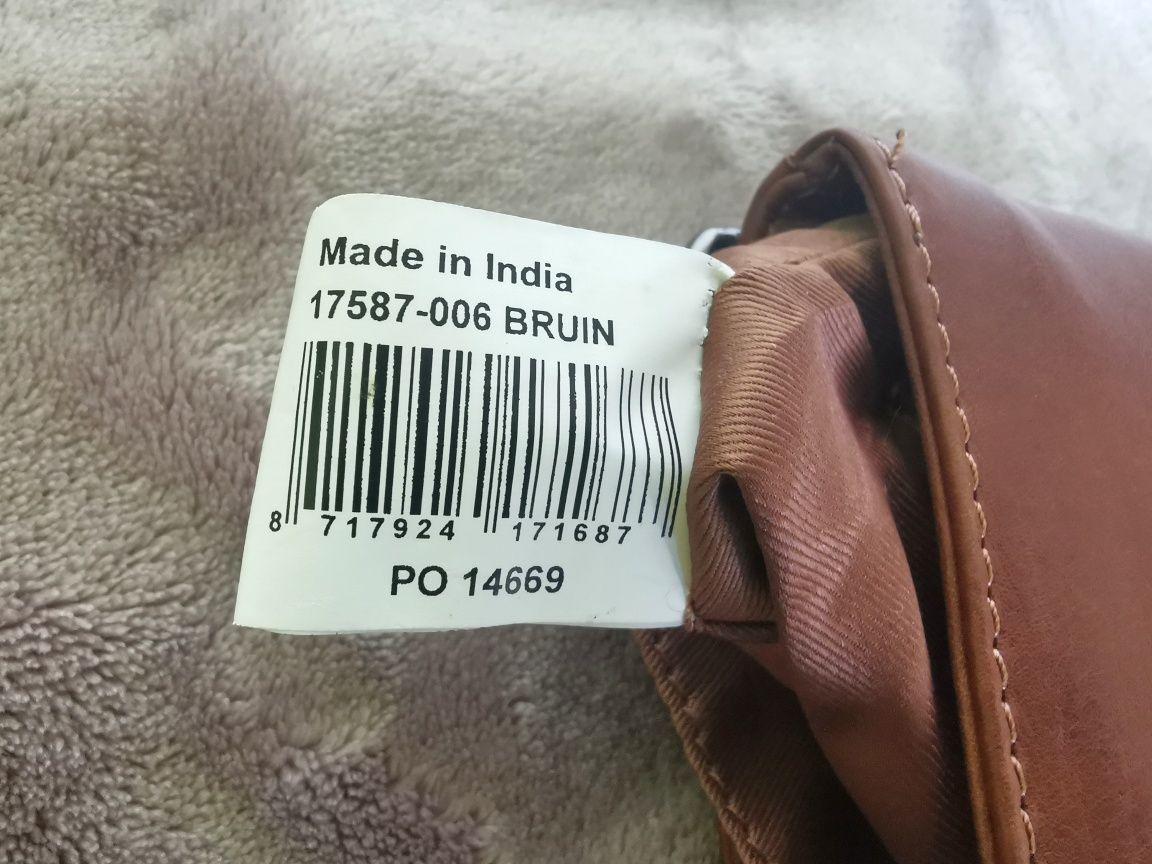 Made in India
17587-006 BRUIN
8 717924 171687
PO 14669